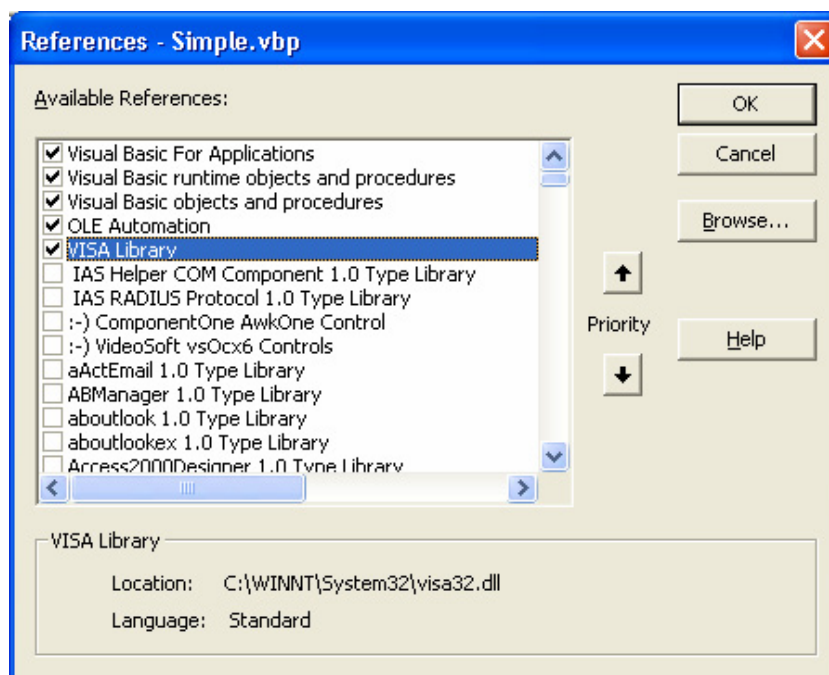 References - Simple.vbp
Available References:
OK
Cancel
Browse...
Visual Basic For Applications
Visual Basic runtime objects and procedures
Visual Basic objects and procedures
OLE Automation
VISA Library
IAS Helper COM Component 1.0 Type Library
IAS RADIUS Protocol 1.0 Type Library
:-) ComponentOne AwkOne Control
:-) VideoSoft vsOcx6 Controls
aActEmail 1.0 Type Library
ABManager 1.0 Type Library
aboutlook 1.0 Type Library
aboutlookex 1.0 Type Library
Access2000Designer 1.0 Type Library
Priority
Help
VISA Library
Location: C:\WINNT\System32\visa32.dll
Language: Standard